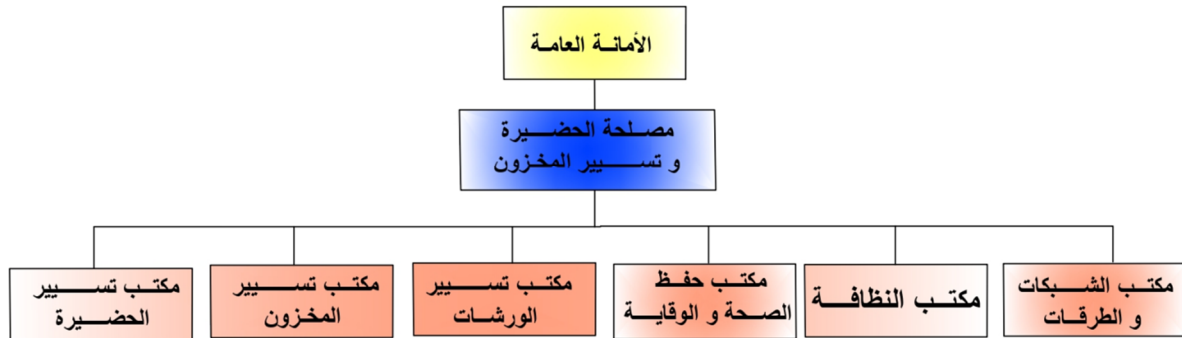 الأمانة العامة
مصلحة الحضيرة
و تسيير المخزون
مكتب الشبكات
و الطرقات
مكتب النظافة
مكتب حفظ
الصحة و الوقاية
مكتب تسيير
الورشات
مكتب تسيير
المخزون
مكتب تسيير
الحضيرة